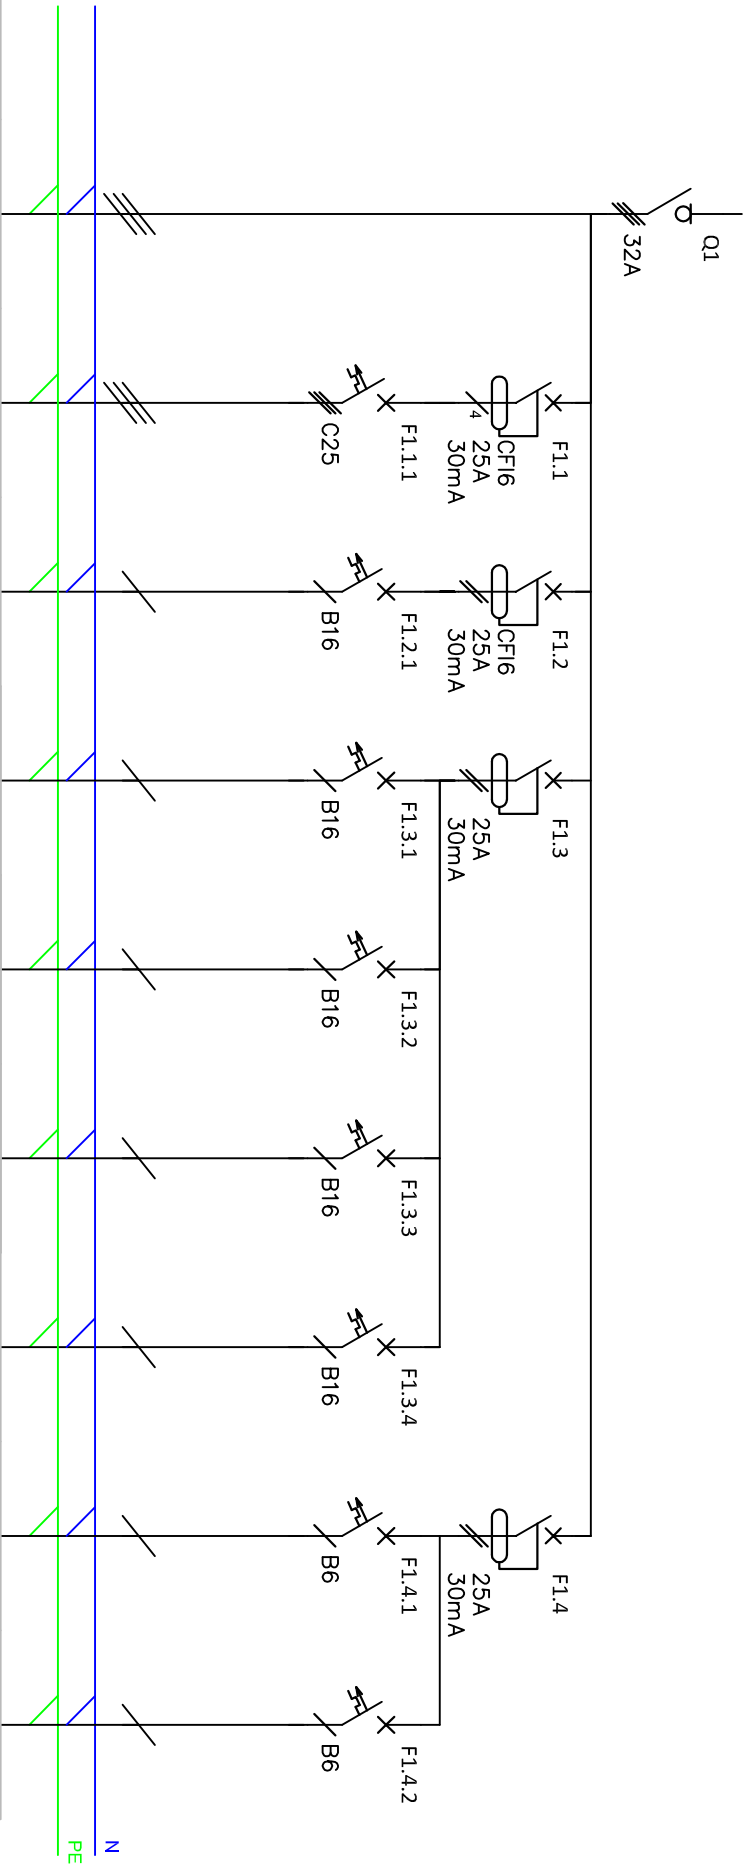 Q1
32A
F1.1
CFI6
25A
30mA
4
F1.1.1
C25
F1.2
CFI6
25A
30mA
F1.2.1
B16
F1.3
25A
30mA
F1.3.1
B16
F1.3.2
B16
F1.3.3
B16
F1.3.4
B16
F1.4
25A
30mA
F1.4.1
B6
F1.4.2
B6
N
PE